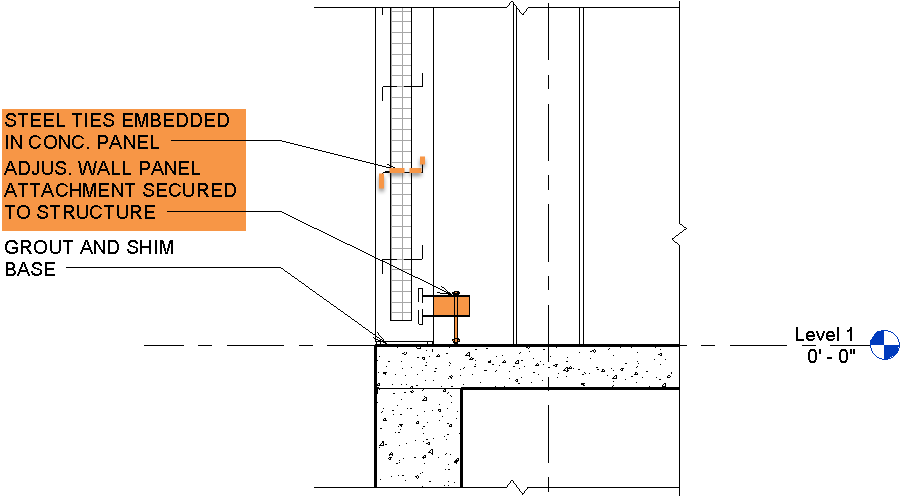 STEEL TIES EMBEDDED
IN CONC. PANEL
ADJUS. WALL PANEL
ATTACHMENT SECURED
TO STRUCTURE
GROUT AND SHIM
BASE
Level 1
0' - 0"